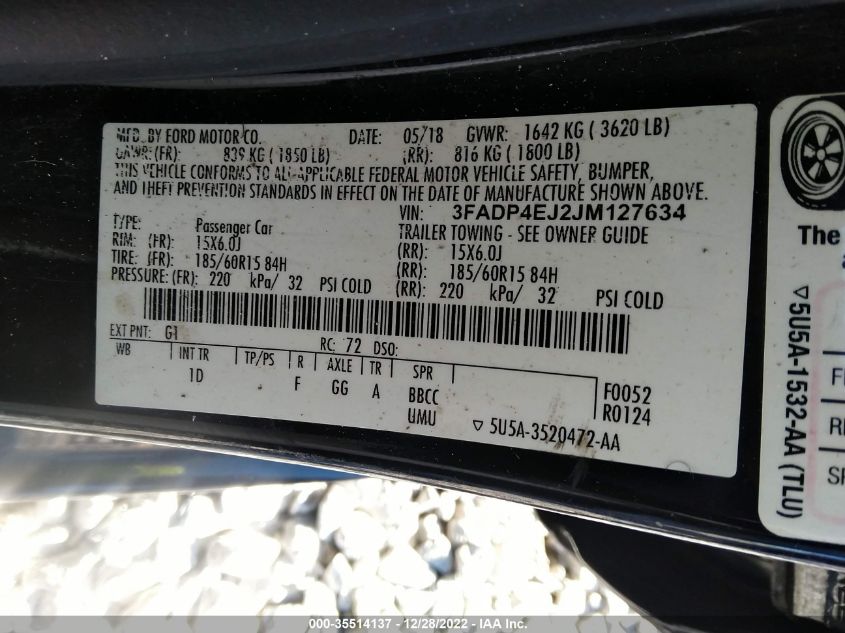 MFD. BY FORD MOTOR CO. DATE: 05/18 GVWR: 1642 KG ( 3620 LB)
GAWR:(FR): 839 KG ( 1850 LB) (RR): 816 KG ( 1800 LB)
THIS VEHICLE CONFORMS TO ALL APPLICABLE FEDERAL MOTOR VEHICLE SAFETY, BUMPER,
AND THEFT PREVENTION STANDARDS IN EFFECT ON THE DATE OF MANUFACTURE SHOWN ABOVE.
VIN: 3FADP4EJ2JM127634
TYPE: Passenger Car TRAILER TOWING - SEE OWNER GUIDE
RIM: (FR): 15X6.0J (RR): 15X6.0J
TIRE: (FR): 185/60R15 84H (RR): 185/60R15 84H
PRESSURE: (FR): 220 kPa/ 32 PSI COLD (RR): 220 kPa/ 32 PSI COLD
EXT PNT: G1 RC: 72 DSO:
WB INT TR TP/PS R AXLE TR SPR
1D F GG A BBCC F0052
UMU R0124
▽ 5U5A-3520472-AA
The
▽ 5U5A-1532-AA (TLU)
000-35514137 - 12/28/2022 - IAA Inc.